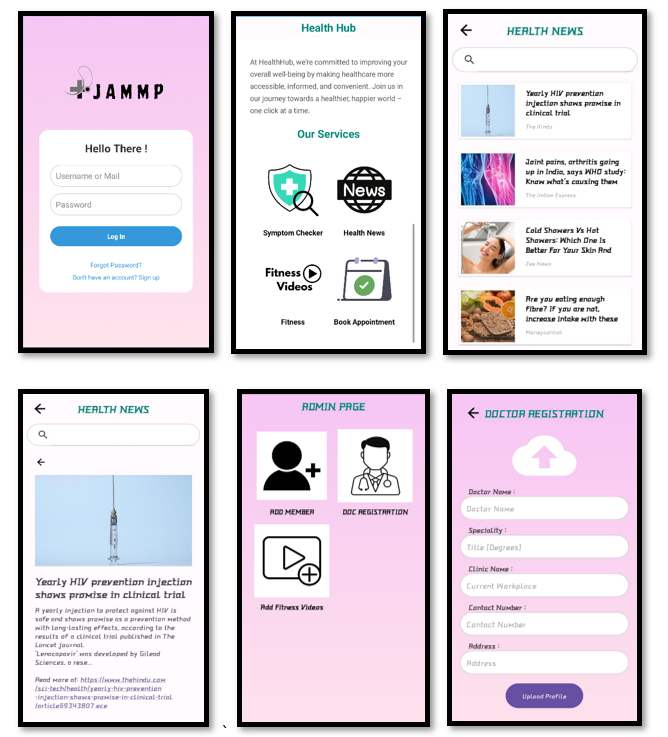 JAMMP
Hello There !
Username or Mail
Password
Log In
Forgot Password?
Don't have an account? Sign up
Health Hub
At HealthHub, we're committed to improving your
overall well-being by making healthcare more
accessible, informed, and convenient. Join us in
our journey towards a healthier, happier world –
one click at a time.
Our Services
News
Symptom Checker
Health News
Fitness
Videos
Fitness
Book Appointment
HEALTH NEWS
Yearly HIV prevention
injection shows promise in
clinical trial
The Hindu
Joint pains, arthritis going
up in India, says WHO study:
Know what's causing them
The Indian Express
Cold Showers Vs Hot
Showers: Which One Is
Better For Your Skin And
Zee News
Are you eating enough
fibre? If you are not,
increase intake with these
Moneycontrol
HEALTH NEWS
Yearly HIV prevention injection
shows promise in clinical trial
A yearly injection to protect against HIV is
safe and shows promise as a prevention method
with long-lasting effects, according to the
results of a clinical trial published in The
Lancet journal.
'Lenacapavir' was developed by Gilead
Sciences, a rese...
Read more at: https://www.thehindu.com
/sci-tech/health/yearly-hiv-prevention
-injection-shows-promise-in-clinical-trial
/article69343807.ece
ADMIN PAGE
ADD MEMBER
DOC REGISTRATION
Add Fitness Videos
DOCTOR REGISTRATION
Doctor Name :
Doctor Name
Speciality :
Title (Degrees)
Clinic Name :
Current Workplace
Contact Number :
Contact Number
Address :
Address
Upload Profile